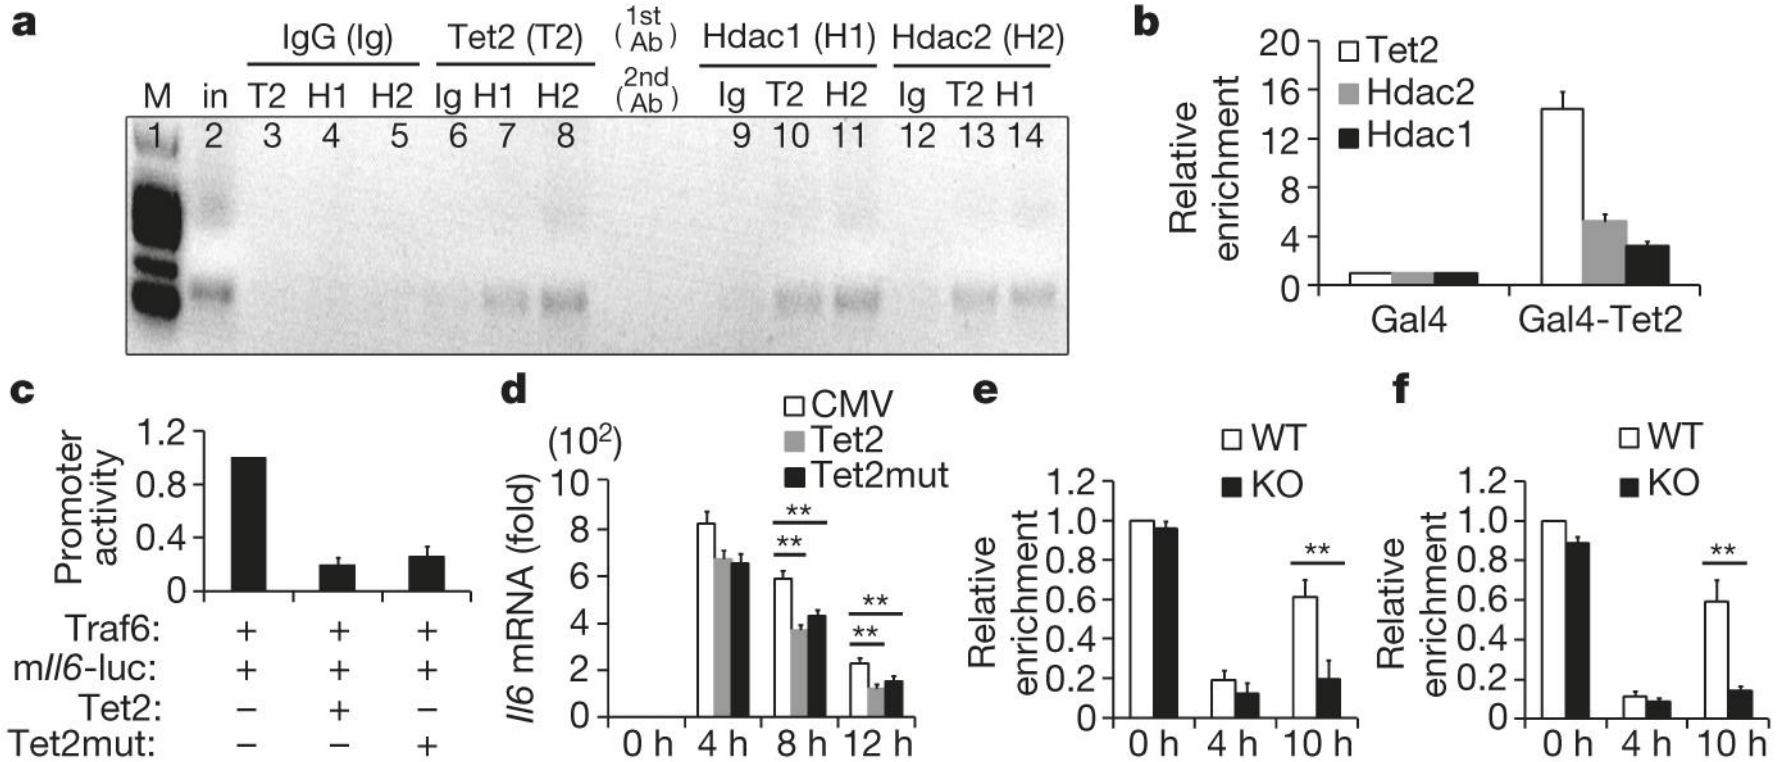 a
IgG (Ig) Tet2 (T2) (1st Ab) Hdac1 (H1) Hdac2 (H2)
M in T2 H1 H2 Ig H1 H2 (2nd Ab) Ig T2 H2 Ig T2 H1
1 2 3 4 5 6 7 8 9 10 11 12 13 14
b
Relative enrichment
20
16
12
8
4
0
Tet2
Hdac2
Hdac1
Gal4 Gal4-Tet2
c
Promoter activity
1.2
0.8
0.4
0
Traf6: + + +
mIl6-luc: + + +
Tet2: − + −
Tet2mut: − − +
d
CMV
Tet2
Tet2mut
(10²)
Il6 mRNA (fold)
10
8
6
4
2
0
**
**
**
**
0 h 4 h 8 h 12 h
e
WT
KO
Relative enrichment
1.2
1.0
0.8
0.6
0.4
0.2
0
**
0 h 4 h 10 h
f
WT
KO
Relative enrichment
1.2
1.0
0.8
0.6
0.4
0.2
0
**
0 h 4 h 10 h